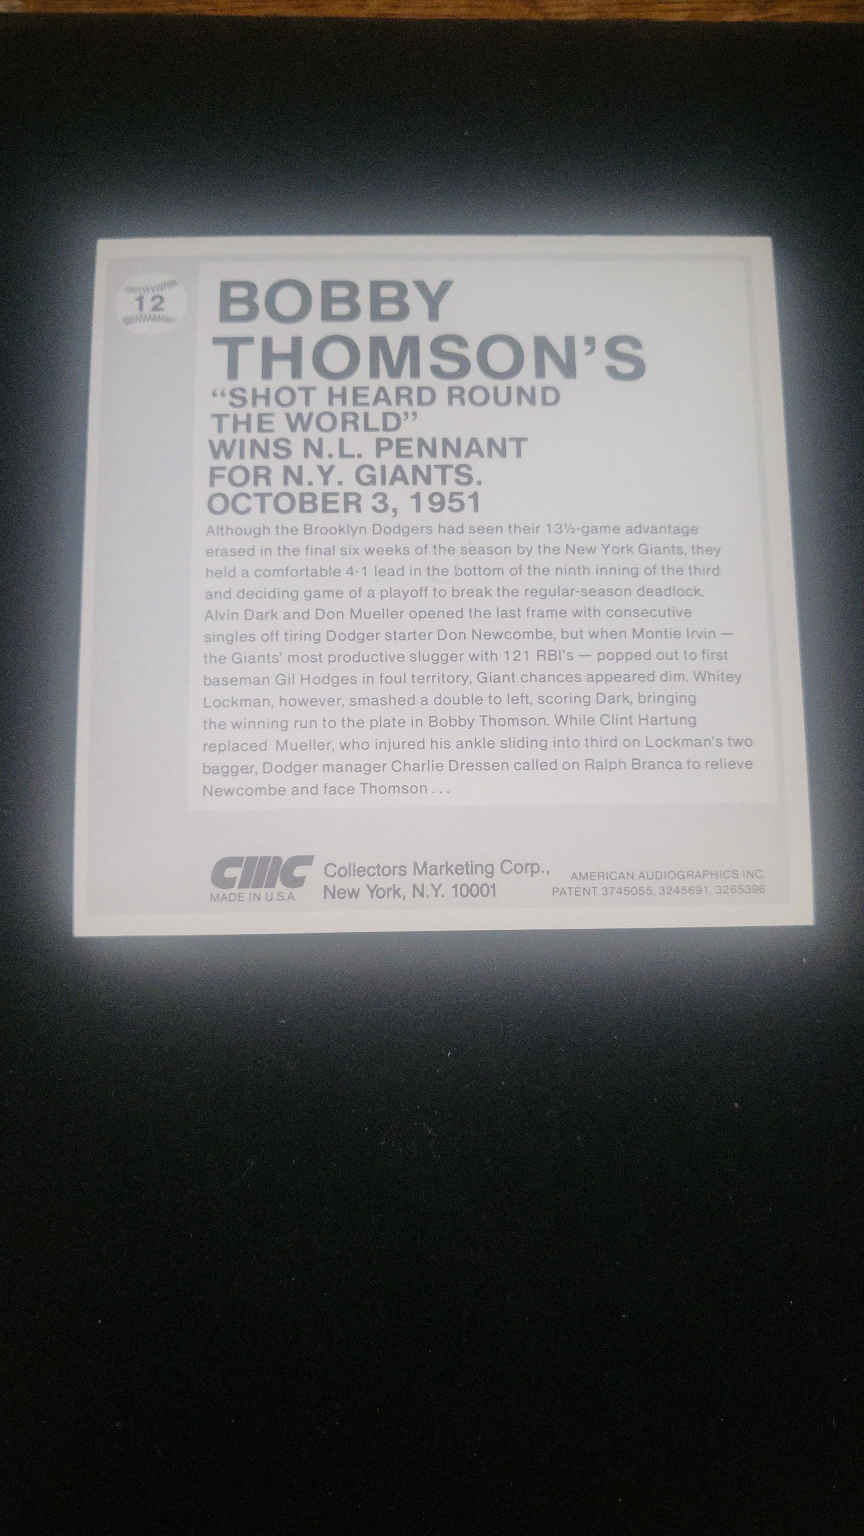 12
BOBBY
THOMSON'S
“SHOT HEARD ROUND
THE WORLD”
WINS N.L. PENNANT
FOR N.Y. GIANTS.
OCTOBER 3, 1951
Although the Brooklyn Dodgers had seen their 13½-game advantage
erased in the final six weeks of the season by the New York Giants, they
held a comfortable 4-1 lead in the bottom of the ninth inning of the third
and deciding game of a playoff to break the regular-season deadlock.
Alvin Dark and Don Mueller opened the last frame with consecutive
singles off tiring Dodger starter Don Newcombe, but when Montie Irvin —
the Giants' most productive slugger with 121 RBI's — popped out to first
baseman Gil Hodges in foul territory, Giant chances appeared dim. Whitey
Lockman, however, smashed a double to left, scoring Dark, bringing
the winning run to the plate in Bobby Thomson. While Clint Hartung
replaced Mueller, who injured his ankle sliding into third on Lockman's two
bagger, Dodger manager Charlie Dressen called on Ralph Branca to relieve
Newcombe and face Thomson . . .
CMC
MADE IN U.S.A.
Collectors Marketing Corp.,
New York, N.Y. 10001
AMERICAN AUDIOGRAPHICS INC.
PATENT 3745055, 3245691, 3265396